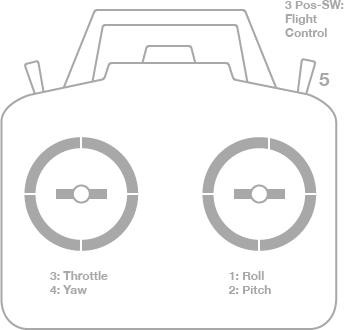 3 Pos-SW:
Flight
Control
5
3: Throttle
4: Yaw
1: Roll
2: Pitch